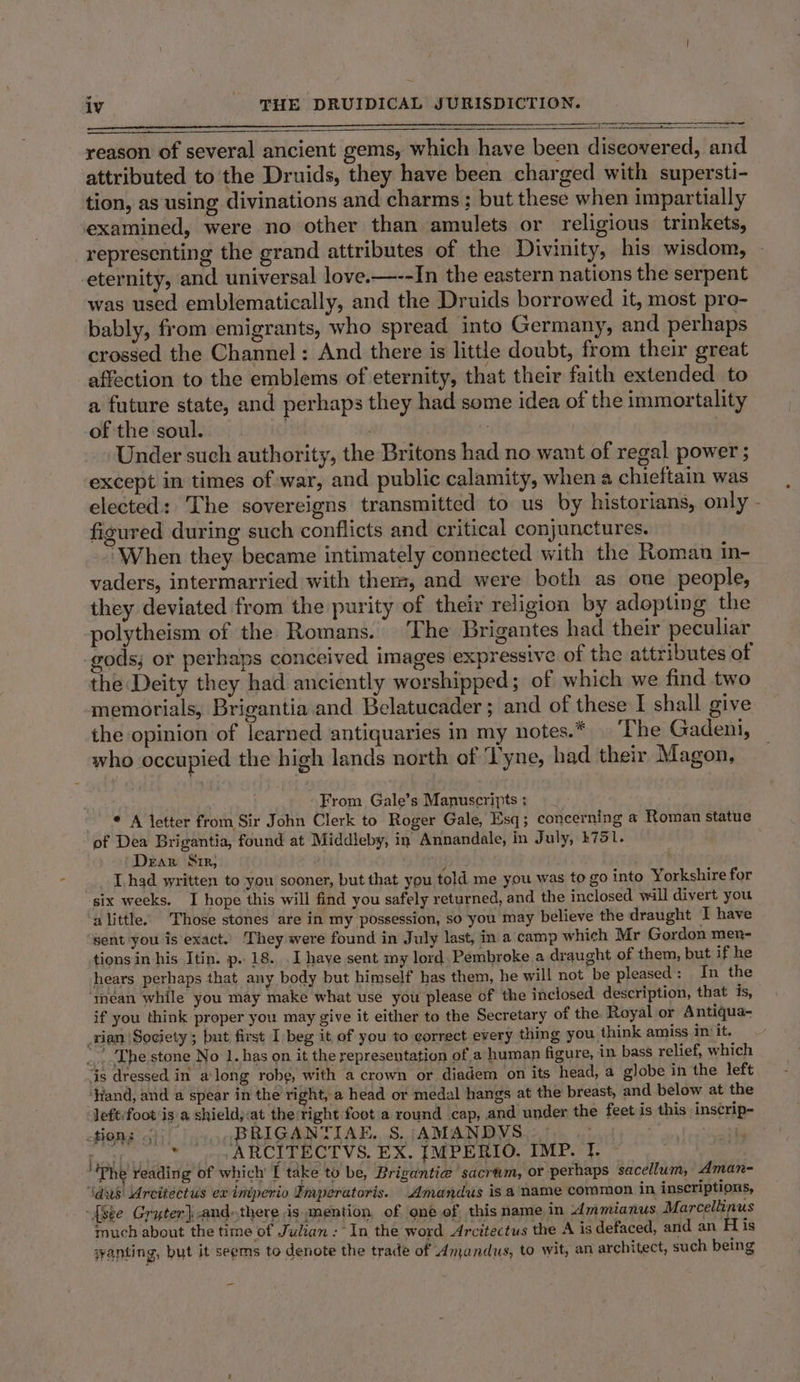 iv THE DRUIDICAL JURISDICTION.
reason of several ancient gems, which have been discovered, and
attributed to the Druids, they have been charged with supersti-
tion, as using divinations and charms; but these when impartially
examined, were no other than amulets or religious trinkets,
representing the grand attributes of the Divinity, his wisdom,
eternity, and universal love.—--In the eastern nations the serpent
was used emblematically, and the Druids borrowed it, most pro-
bably, from emigrants, who spread into Germany, and perhaps
crossed the Channel: And there is little doubt, from their great
affection to the emblems of eternity, that their faith extended to
a future state, and perhaps they had some idea of the immortality
of the soul.
Under such authority, the Britons had no want of regal power;
except in times of war, and public calamity, when a chieftain was
elected: The sovereigns transmitted to us by historians, only
figured during such conflicts and critical conjunctures.
When they became intimately connected with the Roman in-
vaders, intermarried with them, and were both as one people,
they deviated from the purity of their religion by adopting the
polytheism of the Romans. The Brigantes had their peculiar
gods; or perhaps conceived images expressive of the attributes of
the Deity they had anciently worshipped; of which we find two
memorials, Brigantia and Belatucader; and of these I shall give
the opinion of learned antiquaries in my notes.* The Gadeni,
who occupied the high lands north of Tyne, had their Magon,
From Gale's Manuscripts:
* A letter from Sir John Clerk to Roger Gale, Esq; concerning a Roman statue
of Dea Brigantia, found at Middleby, in Annandale, in July, 1751.
DEAR SIR,
I had written to you sooner, but that you told me you was to go into Yorkshire for
six weeks. I hope this will find you safely returned, and the inclosed will divert you
a little. Those stones are in my possession, so you may believe the draught I have
sent you is exact. They were found in July last, in a camp which Mr Gordon men-
tions in his Itin. p. 18. I have sent my lord Pembroke a draught of them, but if he
hears perhaps that any body but himself has them, he will not be pleased: In the
mean while you may make what use you please of the inclosed description, that is,
if you think proper you may give it either to the Secretary of the Royal or Antiqua-
rian Society; but first I beg it of you to correct every thing you think amiss in it.
The stone No 1. has on it the representation of a human figure, in bass relief, which
is dressed in a long robe, with a crown or diadem on its head, a globe in the left
hand, and a spear in the right, a head or medal hangs at the breast, and below at the
left foot is a shield, at the right foot a round cap, and under the feet is this inscrip-
tions BRIGANTIAE. S. AMANDVS
ARCITECTVS. EX. IMPERIO. IMP. I.
The reading of which I take to be, Brigantiæ sacrum, or perhaps sacellum, Aman-
dus Arcitectus ex imperio Imperatoris. Amandus is a name common in inscriptions,
[see Gruter] and there is mention of one of this name in Ammianus Marcellinus
much about the time of Julian: In the word Arcitectus the A is defaced, and an H is
wanting, but it seems to denote the trade of Amandus, to wit, an architect, such being